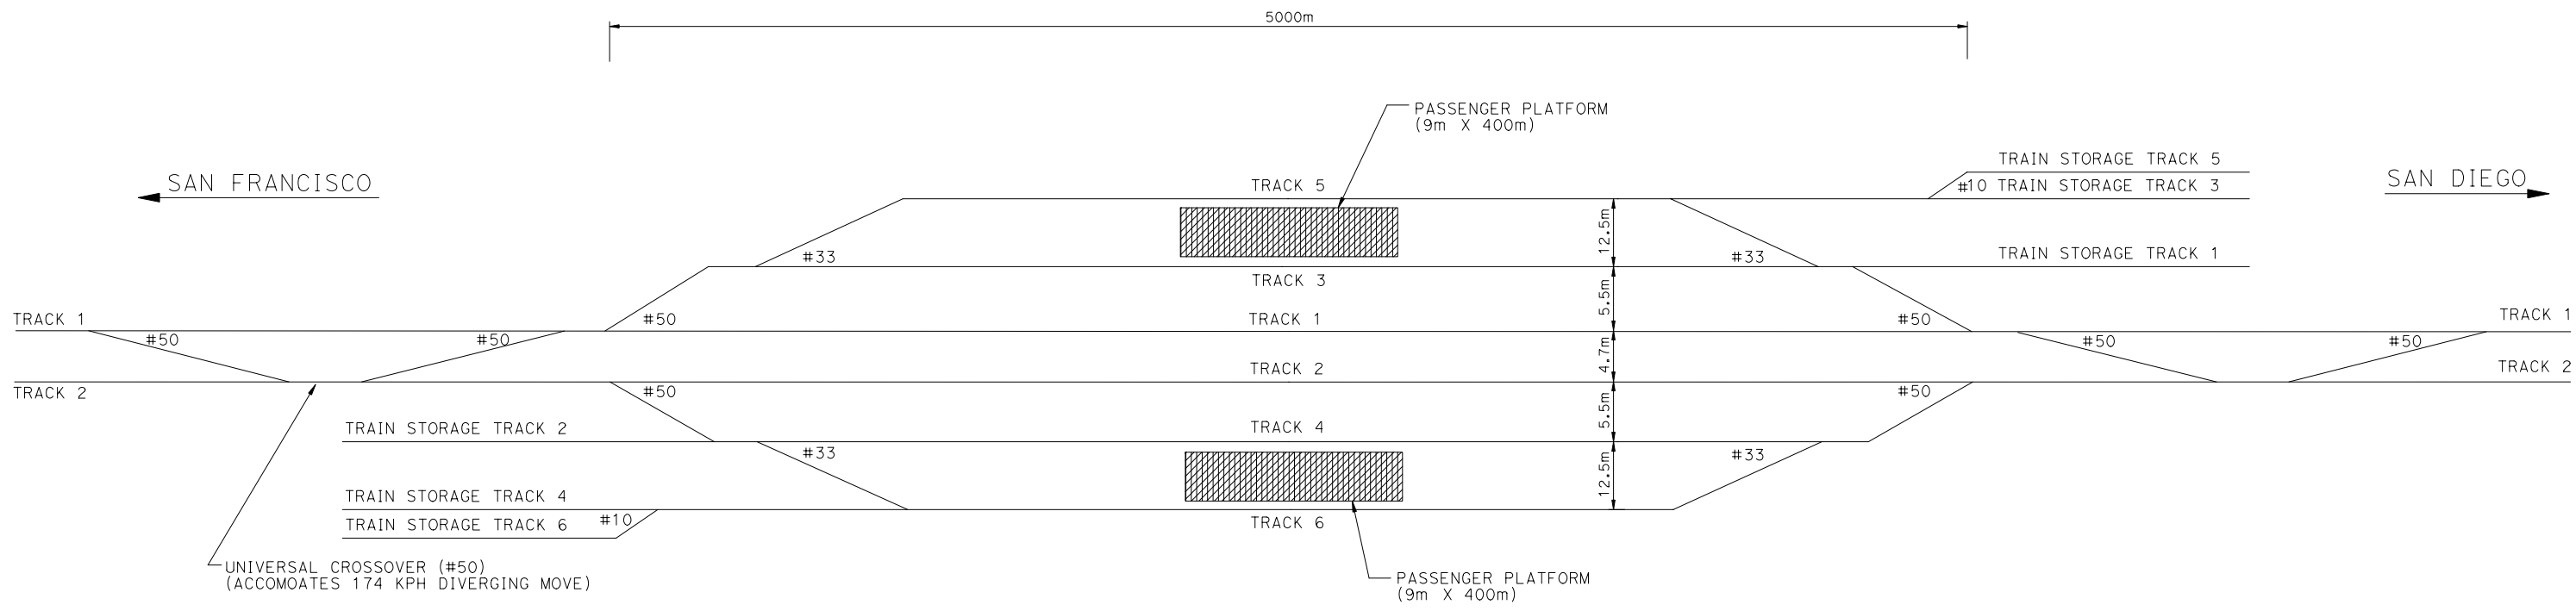 5000m
PASSENGER PLATFORM
(9m X 400m)
TRAIN STORAGE TRACK 5
SAN FRANCISCO
TRACK 5
#10 TRAIN STORAGE TRACK 3
SAN DIEGO
12.5m
#33
#33
TRAIN STORAGE TRACK 1
TRACK 3
5.5m
TRACK 1
#50
TRACK 1
#50
TRACK 1
#50
#50
4.7m
#50
#50
TRACK 2
TRACK 2
TRACK 2
#50
#50
5.5m
TRAIN STORAGE TRACK 2
TRACK 4
#33
#33
12.5m
TRAIN STORAGE TRACK 4
#10
TRAIN STORAGE TRACK 6
TRACK 6
UNIVERSAL CROSSOVER (#50)
(ACCOMOATES 174 KPH DIVERGING MOVE)
PASSENGER PLATFORM
(9m X 400m)